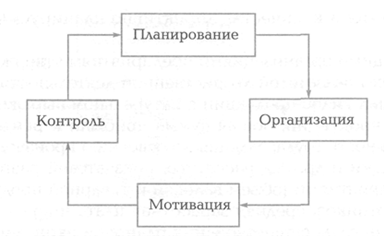 Планирование
Контроль
Организация
Мотивация